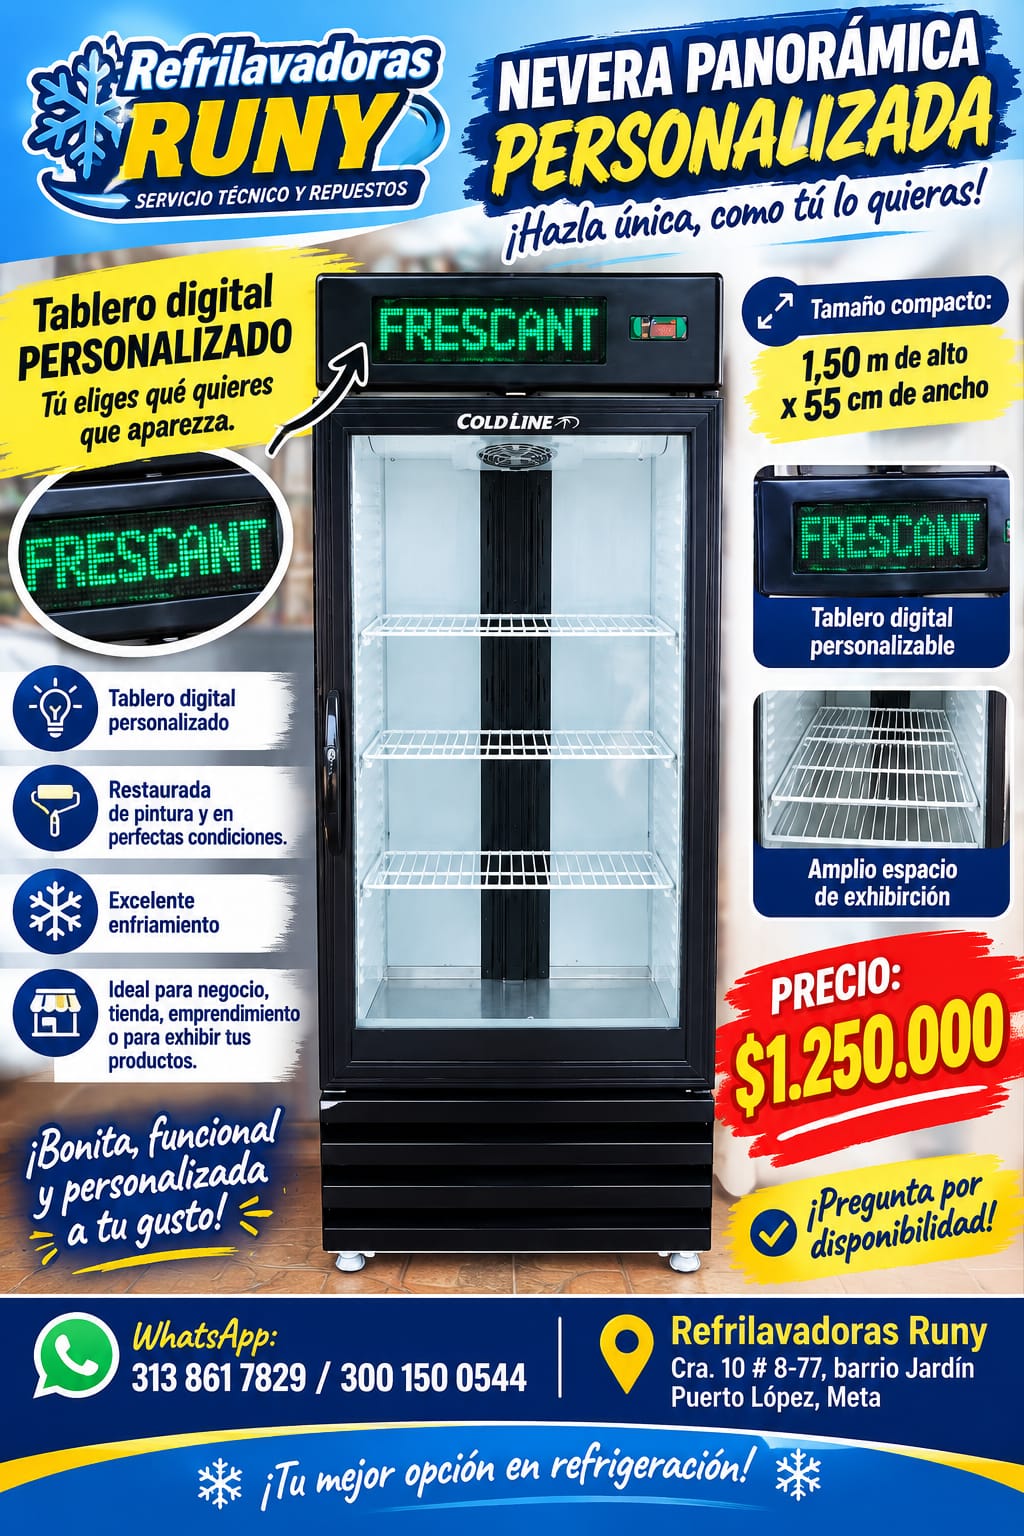 Refrilavadoras
RUNY
SERVICIO TÉCNICO Y REPUESTOS
NEVERA PANORÁMICA
PERSONALIZADA
¡Hazla única, como tú lo quieras!
Tablero digital
PERSONALIZADO
Tú eliges qué quieres
que aparezza.
FRESCANT
COLD LINE
FRESCANT
Tamaño compacto:
1,50 m de alto
x 55 cm de ancho
FRESCANT
Tablero digital
personalizable
Amplio espacio
de exhibirción
Tablero digital
personalizado
Restaurada
de pintura y en
perfectas condiciones.
Excelente
enfriamiento
Ideal para negocio,
tienda, emprendimiento
o para exhibir tus
productos.
PRECIO:
$1.250.000
¡Bonita, funcional
y personalizada
a tu gusto!
¡Pregunta por
disponibilidad!
WhatsApp:
313 861 7829 / 300 150 0544
Refrilavadoras Runy
Cra. 10 # 8-77, barrio Jardín
Puerto López, Meta
¡Tu mejor opción en refrigeración!